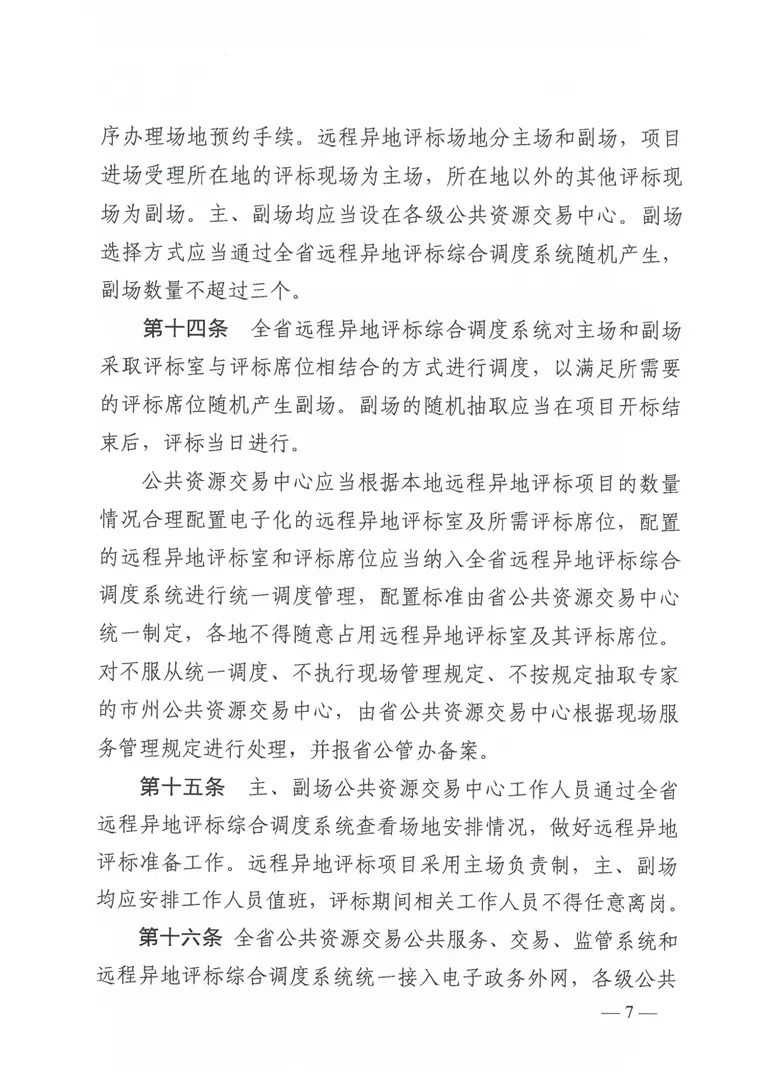 序办理场地预约手续。远程异地评标场地分主场和副场，项目
进场受理所在地的评标现场为主场，所在地以外的其他评标现
场为副场。主、副场均应当设在各级公共资源交易中心。副场
选择方式应当通过全省远程异地评标综合调度系统随机产生，
副场数量不超过三个。
第十四条 全省远程异地评标综合调度系统对主场和副场
采取评标室与评标席位相结合的方式进行调度，以满足所需要
的评标席位随机产生副场。副场的随机抽取应当在项目开标结
束后，评标当日进行。
公共资源交易中心应当根据本地远程异地评标项目的数量
情况合理配置电子化的远程异地评标室及所需评标席位，配置
的远程异地评标室和评标席位应当纳入全省远程异地评标综合
调度系统进行统一调度管理，配置标准由省公共资源交易中心
统一制定，各地不得随意占用远程异地评标室及其评标席位。
对不服从统一调度、不执行现场管理规定、不按规定抽取专家
的市州公共资源交易中心，由省公共资源交易中心根据现场服
务管理规定进行处理，并报省公管办备案。
第十五条 主、副场公共资源交易中心工作人员通过全省
远程异地评标综合调度系统查看场地安排情况，做好远程异地
评标准备工作。远程异地评标项目采用主场负责制，主、副场
均应安排工作人员值班，评标期间相关工作人员不得任意离岗。
第十六条 全省公共资源交易公共服务、交易、监管系统和
远程异地评标综合调度系统统一接入电子政务外网，各级公共
—7—